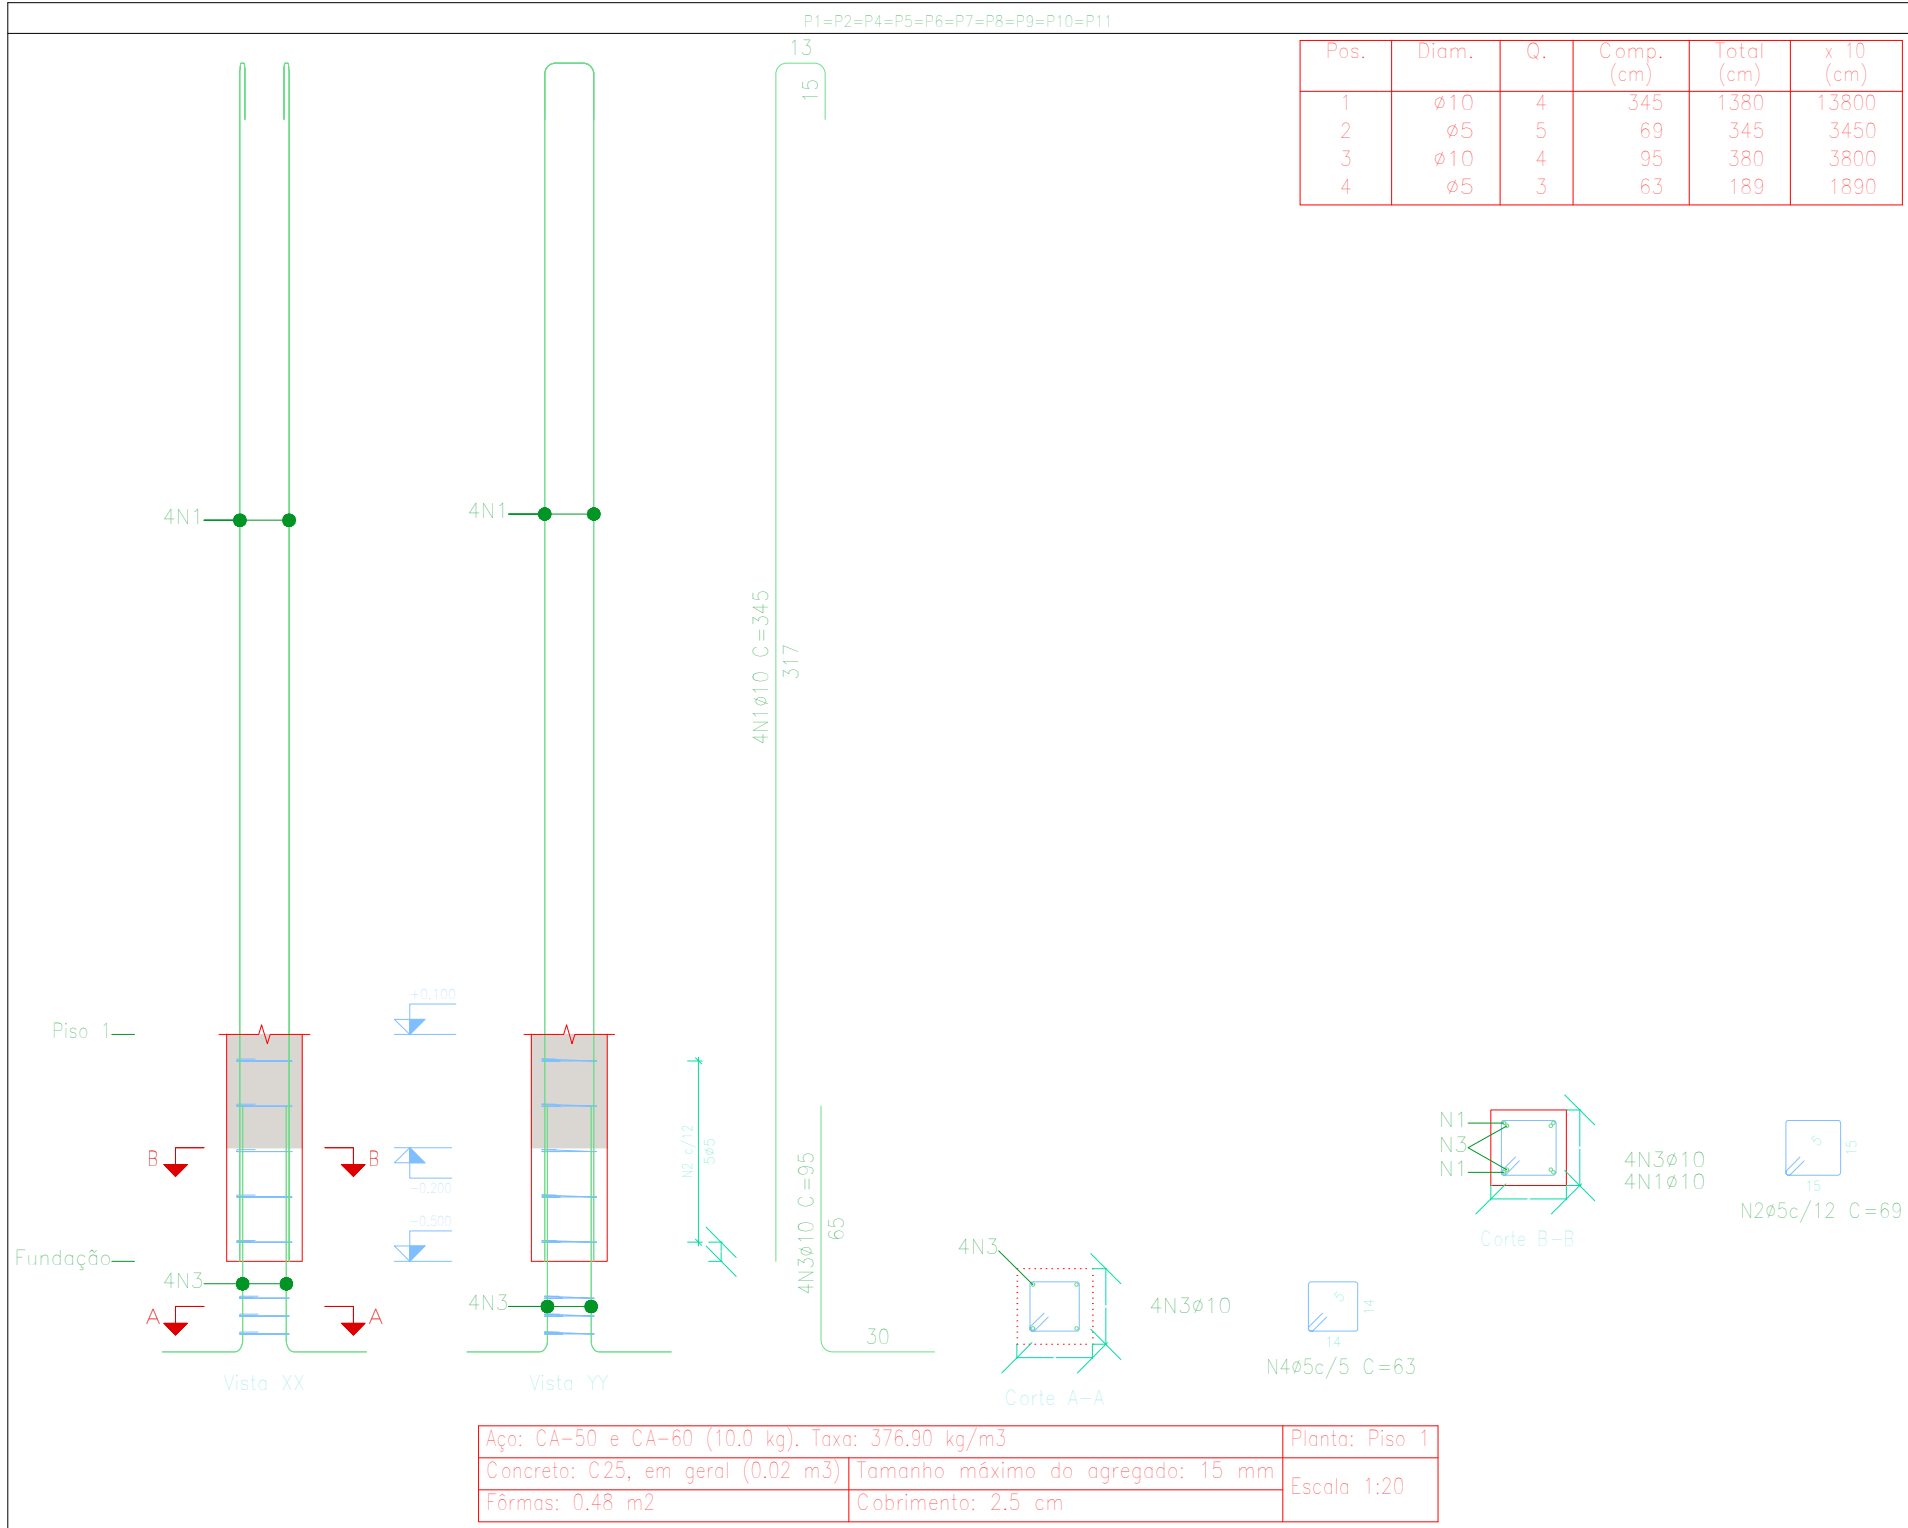 P1=P2=P4=P5=P6=P7=P8=P9=P10=P11
Pos. Diam. Q. Comp. (cm) Total (cm) x 10 (cm)
1 ø10 4 345 1380 13800
2 ø5 5 69 345 3450
3 ø10 4 95 380 3800
4 ø5 3 63 189 1890
13
15
4N1
4N1
4N1ø10 C=345
317
+0.100
Piso 1
B
B
-0.200
-0.500
Fundação
4N3
A
A
Vista XX
4N3
Vista YY
N2 c/12
5ø5
4N3ø10 C=95
65
30
4N3
4N3ø10
Corte A-A
5
14
14
N4ø5c/5 C=63
N1
N3
N1
4N3ø10
4N1ø10
Corte B-B
15
15
N2ø5c/12 C=69
Aço: CA-50 e CA-60 (10.0 kg). Taxa: 376.90 kg/m3
Planta: Piso 1
Concreto: C25, em geral (0.02 m3)
Tamanho máximo do agregado: 15 mm
Escala 1:20
Fôrmas: 0.48 m2
Cobrimento: 2.5 cm